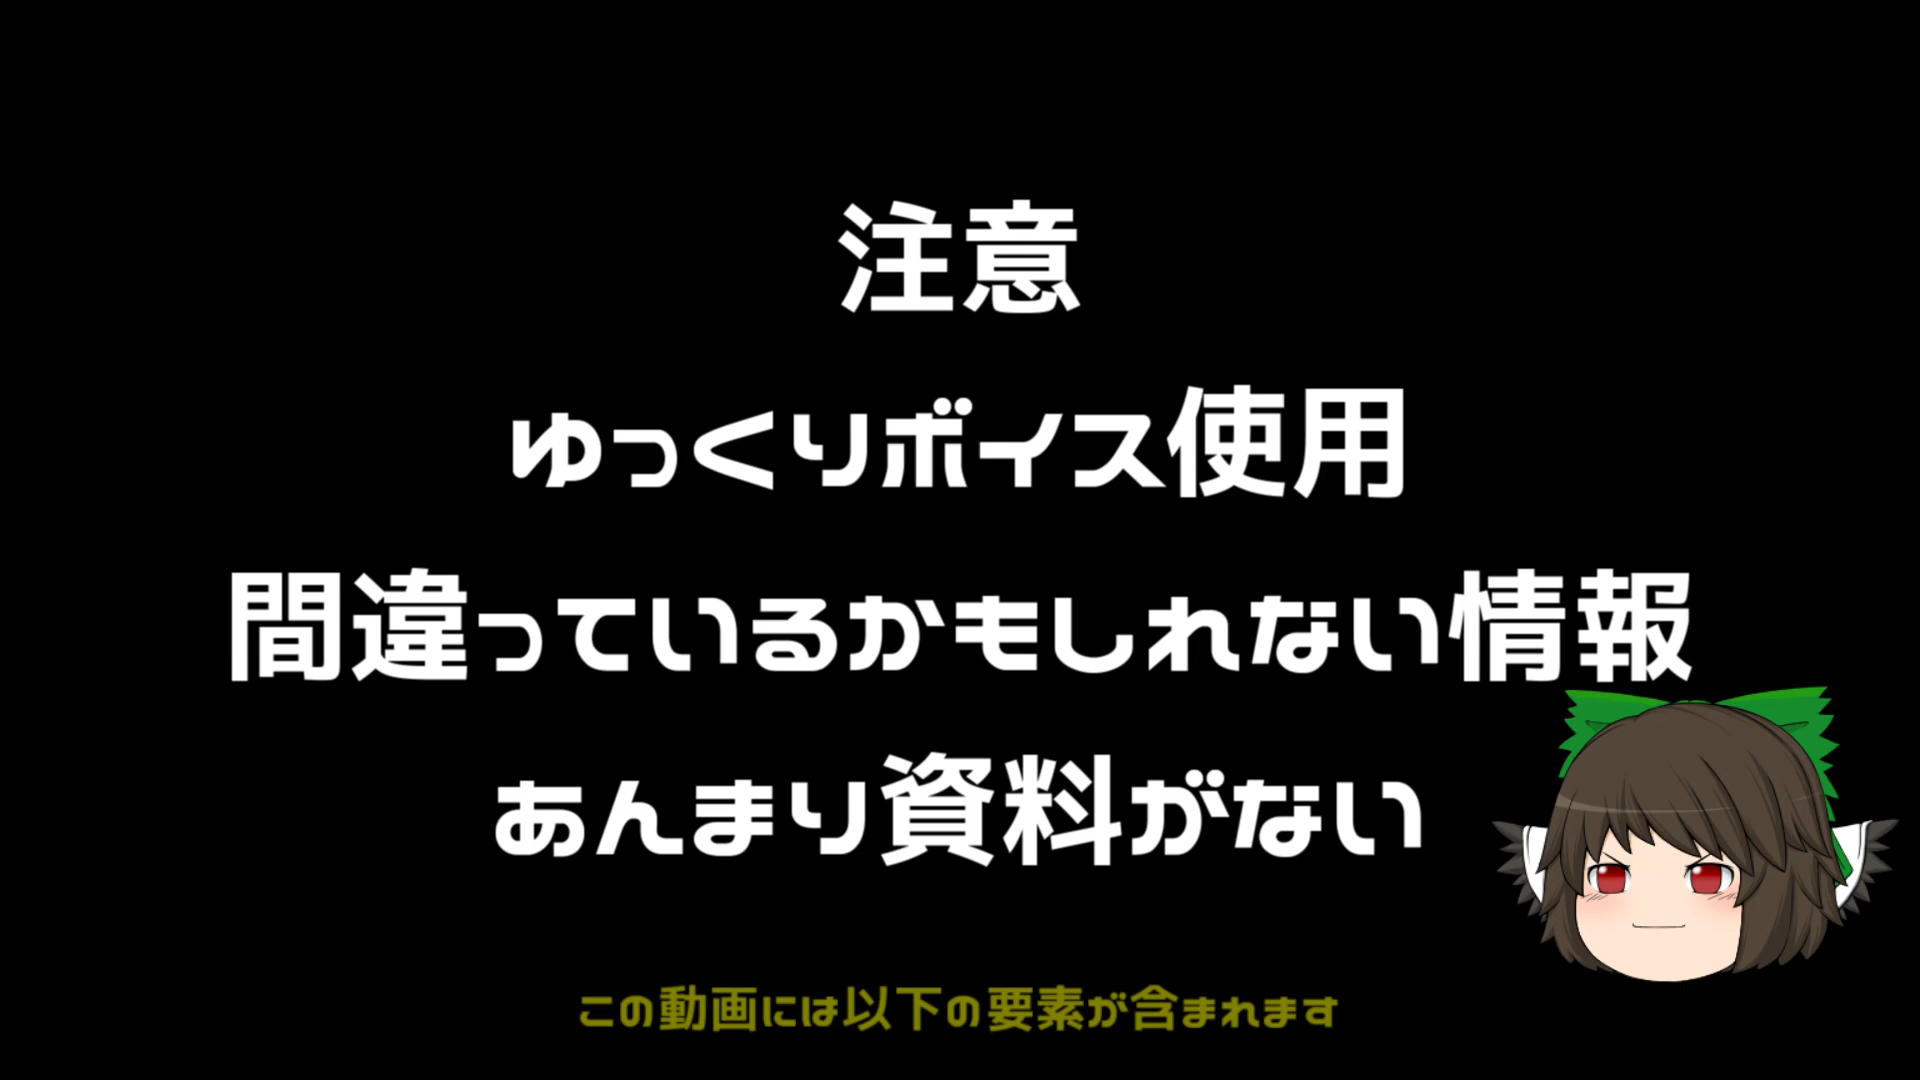 注意
ゆっくりボイス使用
間違っているかもしれない情報
あんまり資料がない
この動画には以下の要素が含まれます